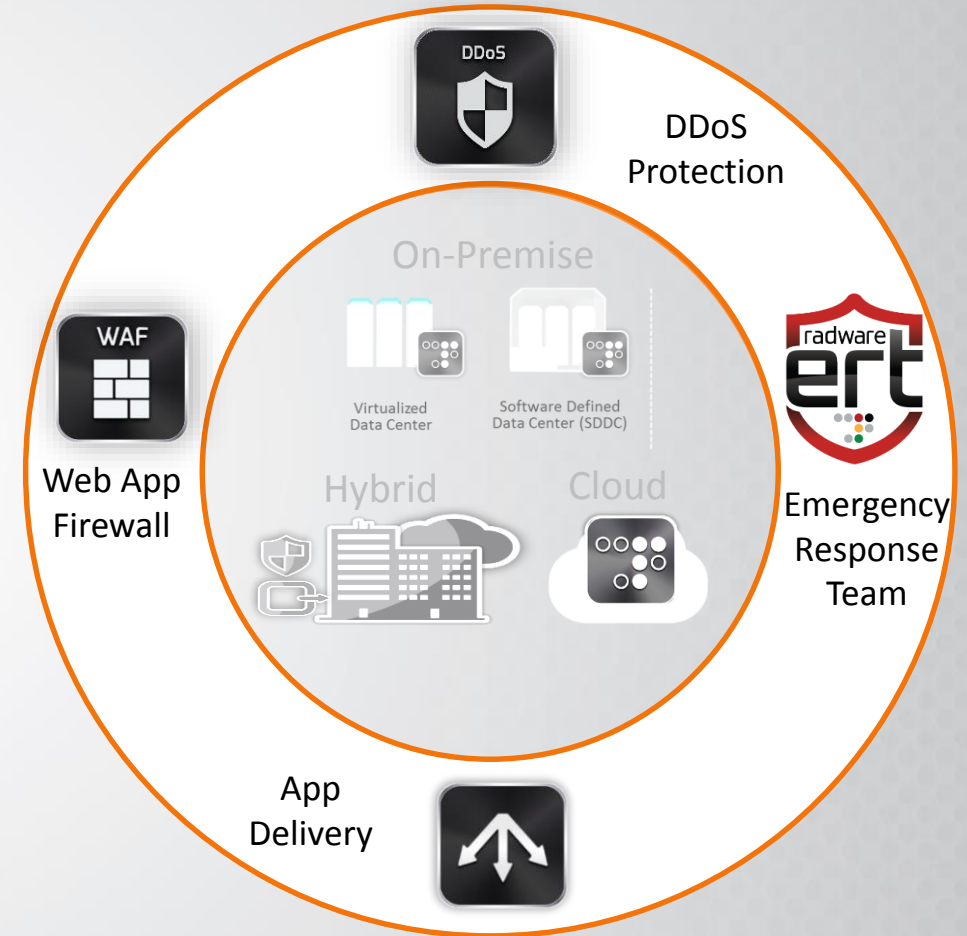 DDoS
DDoS
Protection
On-Premise
WAF
radware
ert
Virtualized
Data Center
Software Defined
Data Center (SDDC)
Web App
Firewall
Hybrid
Cloud
Emergency
Response
Team
App
Delivery